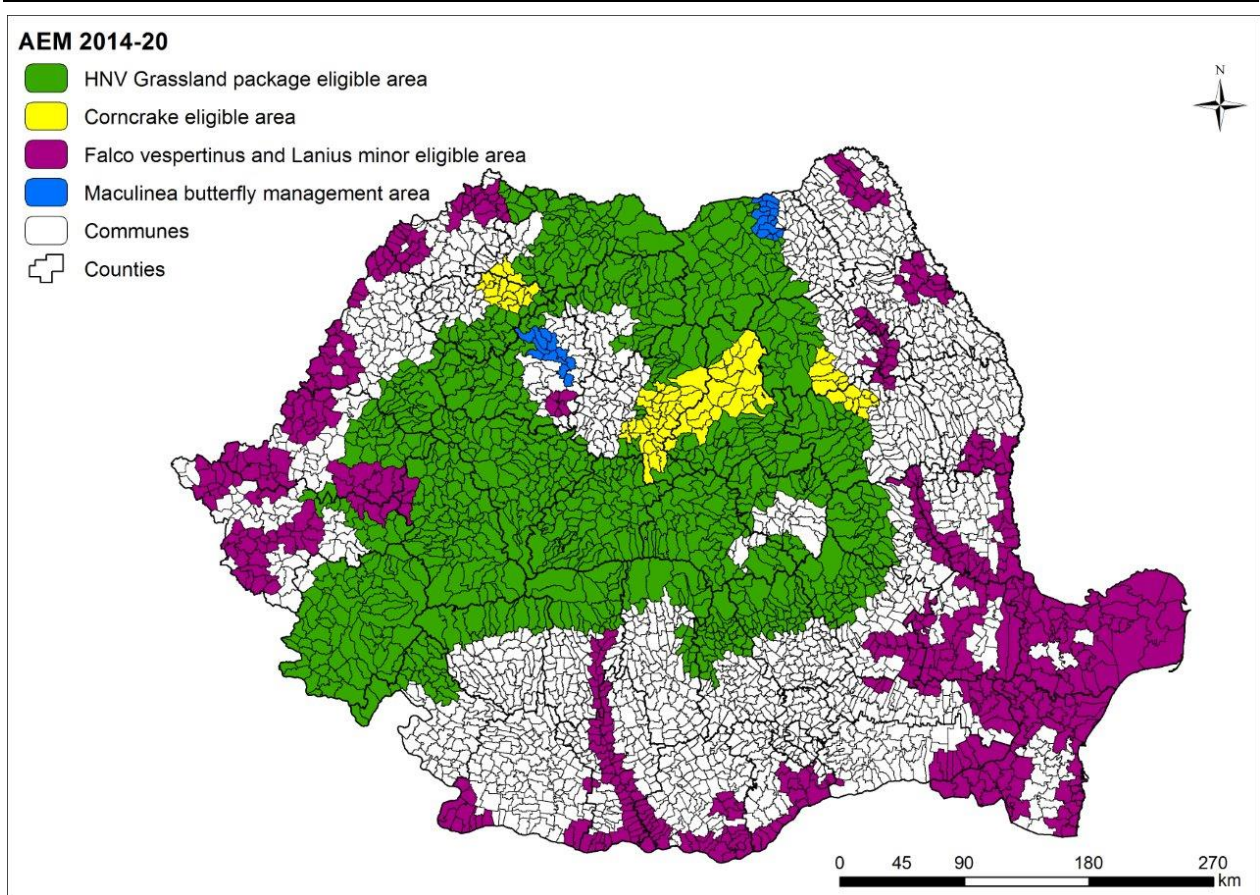 AEM 2014-20
HNV Grassland package eligible area
Corncrake eligible area
Falco vespertinus and Lanius minor eligible area
Maculinea butterfly management area
Communes
Counties
N
0 45 90 180 270
km